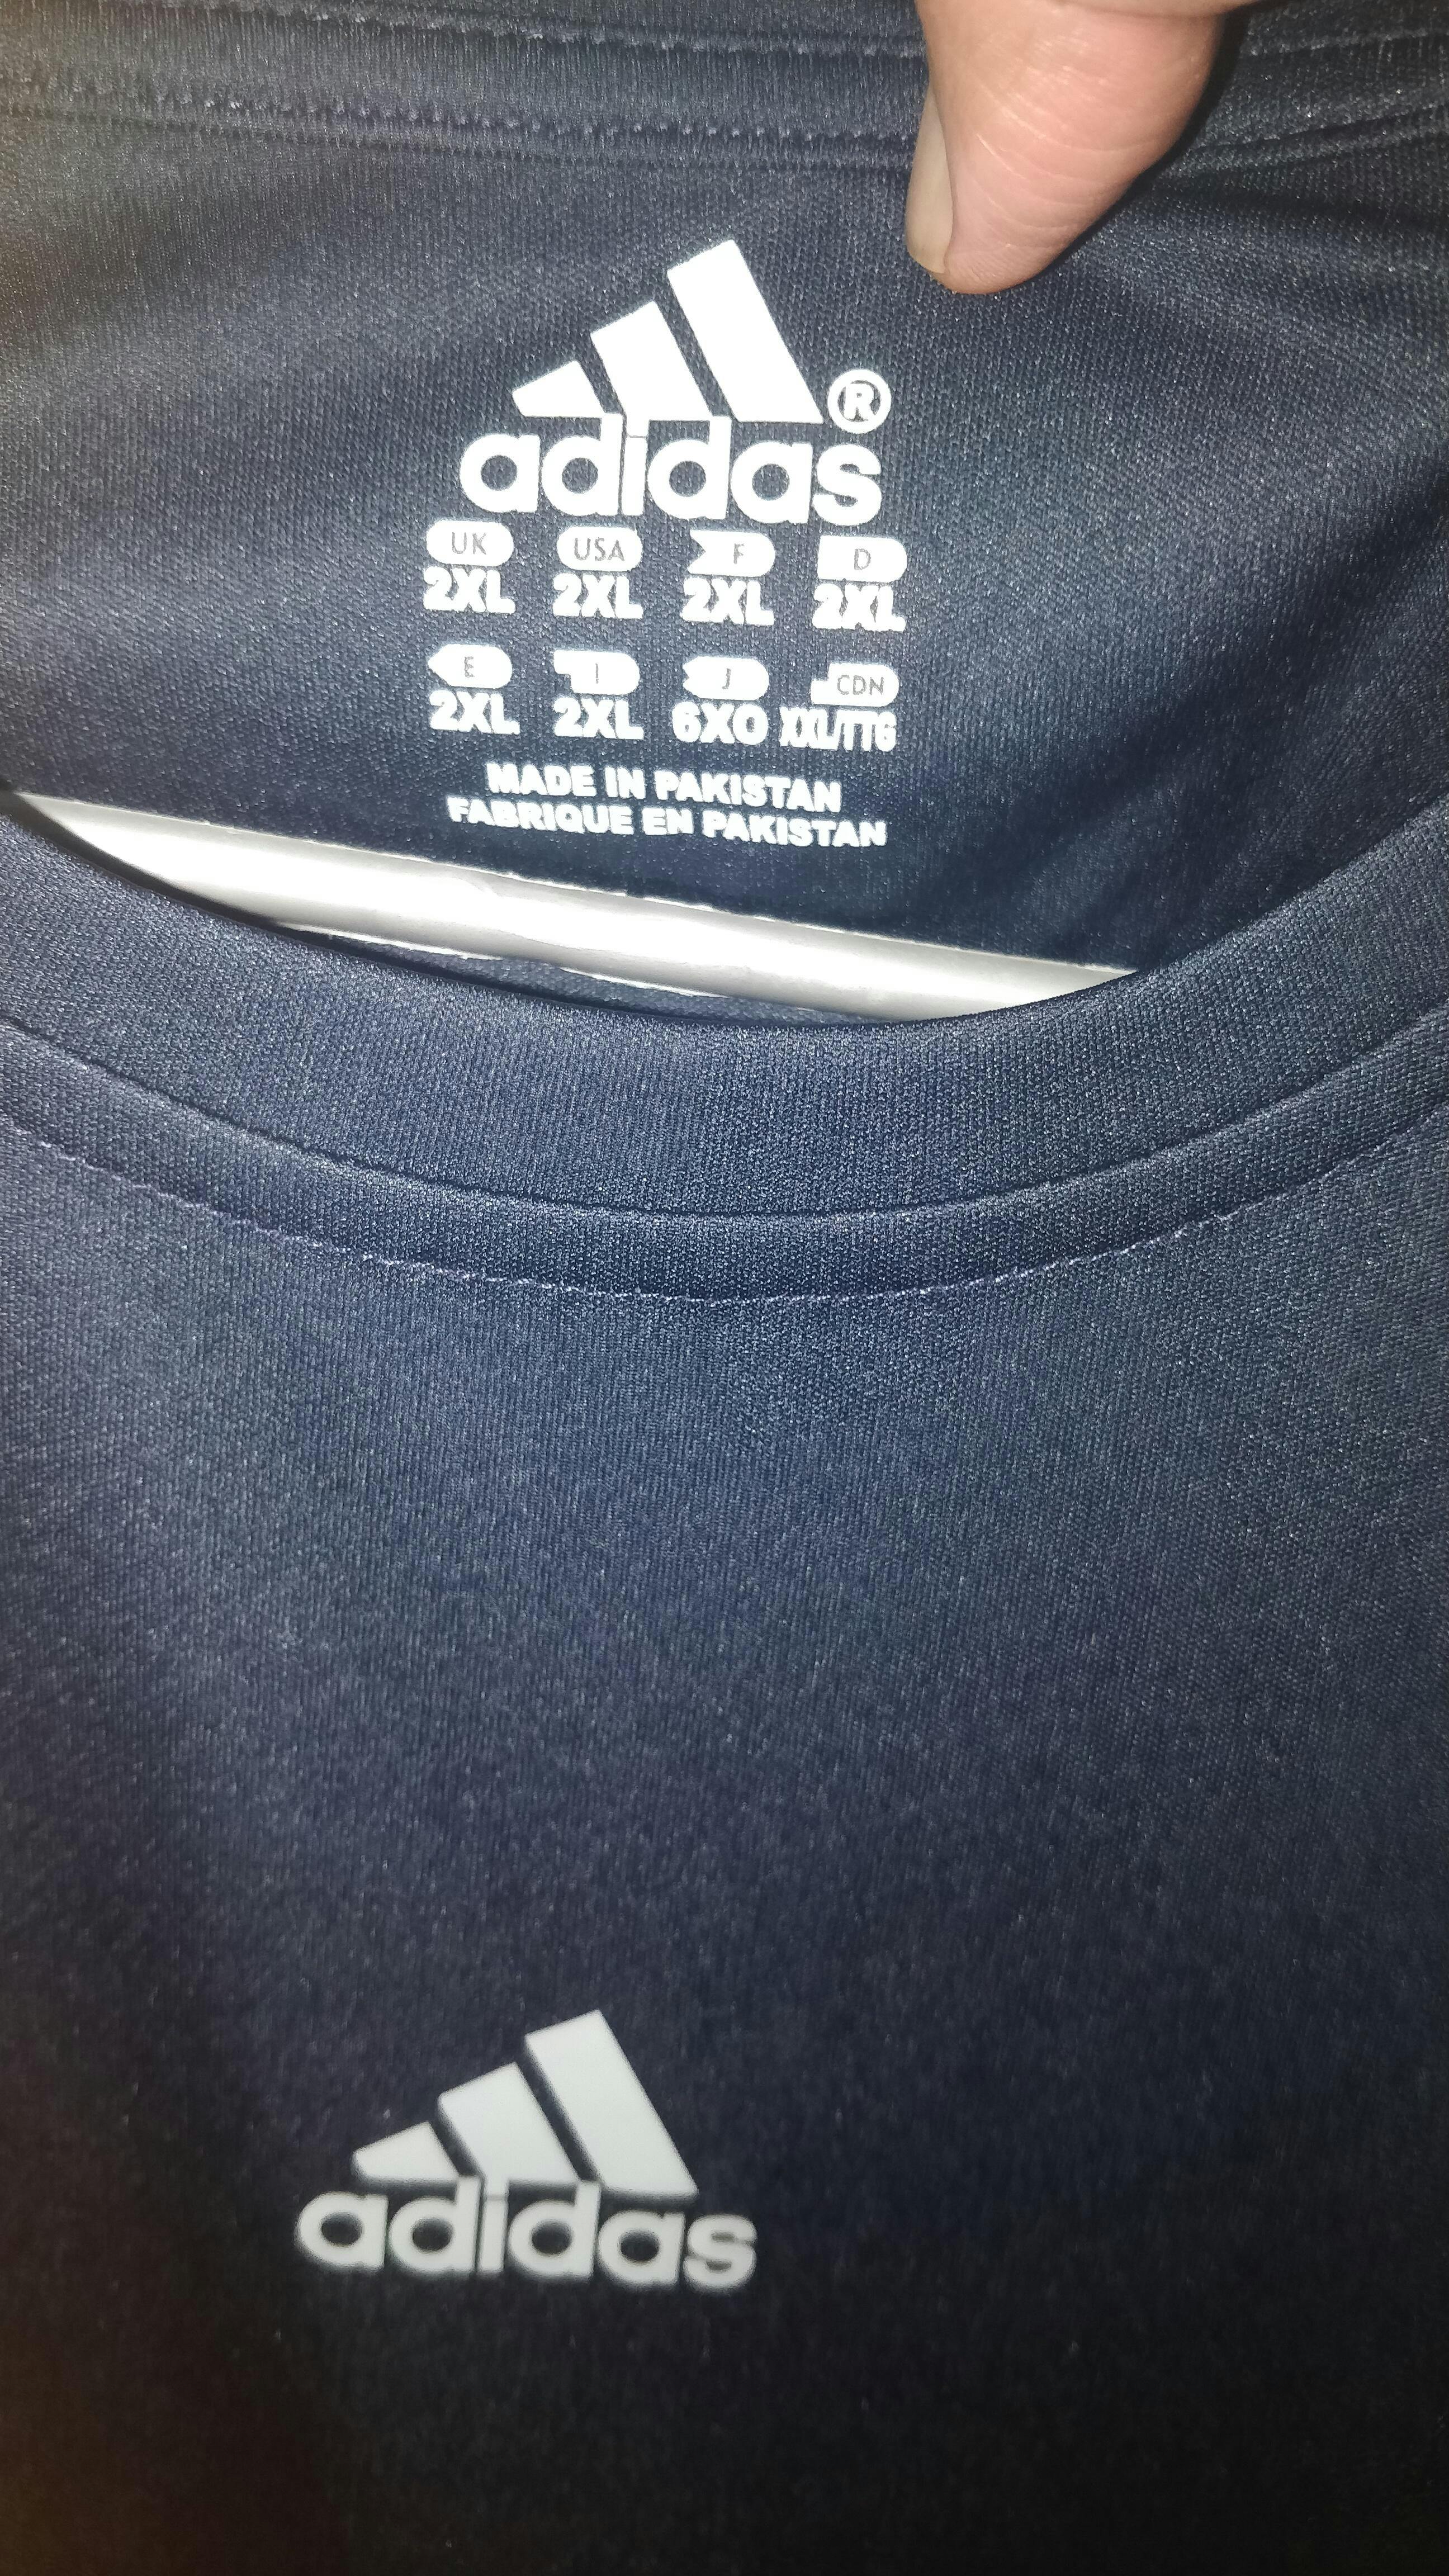 adidas®
UK USA F D
2XL 2XL 2XL 2XL
E I J CDN
2XL 2XL 6XO XXL/TTG
MADE IN PAKISTAN
FABRIQUE EN PAKISTAN
adidas